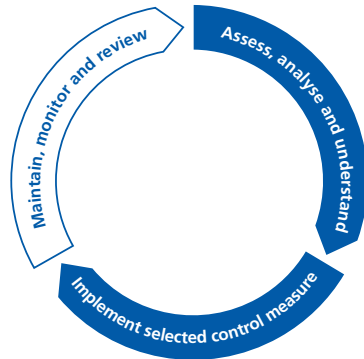 Assess, analyse and understand
Implement selected control measure
Maintain, monitor and review